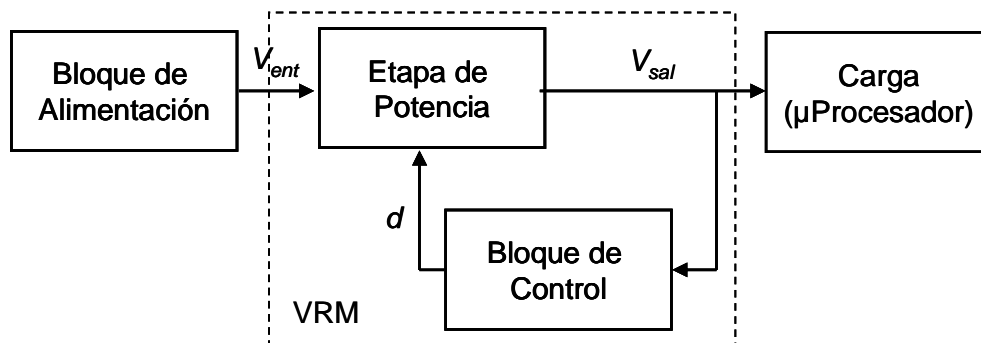 Bloque de
Alimentación
V_ent
Etapa de
Potencia
V_sal
Carga
(µProcesador)
d
Bloque de
Control
VRM